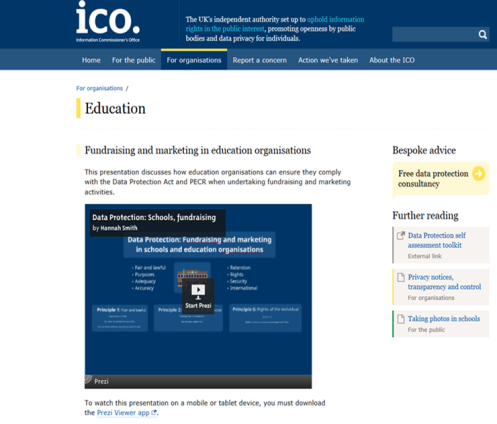 ico.
Information Commissioner's Office
The UK's independent authority set up to uphold information
rights in the public interest, promoting openness by public
bodies and data privacy for individuals.
Home
For the public
For organisations
Report a concern
Action we've taken
About the ICO
For organisations /
Education
Fundraising and marketing in education organisations
This presentation discusses how education organisations can ensure they comply
with the Data Protection Act and PECR when undertaking fundraising and marketing
activities.
Data Protection: Schools, fundraising
by Hannah Smith
Data Protection: Fundraising and marketing
in schools and education organisations
• Fair and lawful
• Purposes
• Adequacy
• Accuracy
• Retention
• Rights
• Security
• International
Start Prezi
Principle 1: Fair and lawful
Principle 6: Rights of the individual
Prezi
To watch this presentation on a mobile or tablet device, you must download
the Prezi Viewer app.
Bespoke advice
Free data protection
consultancy
Further reading
Data Protection self
assessment toolkit
External link
Privacy notices,
transparency and control
For organisations
Taking photos in schools
For the public